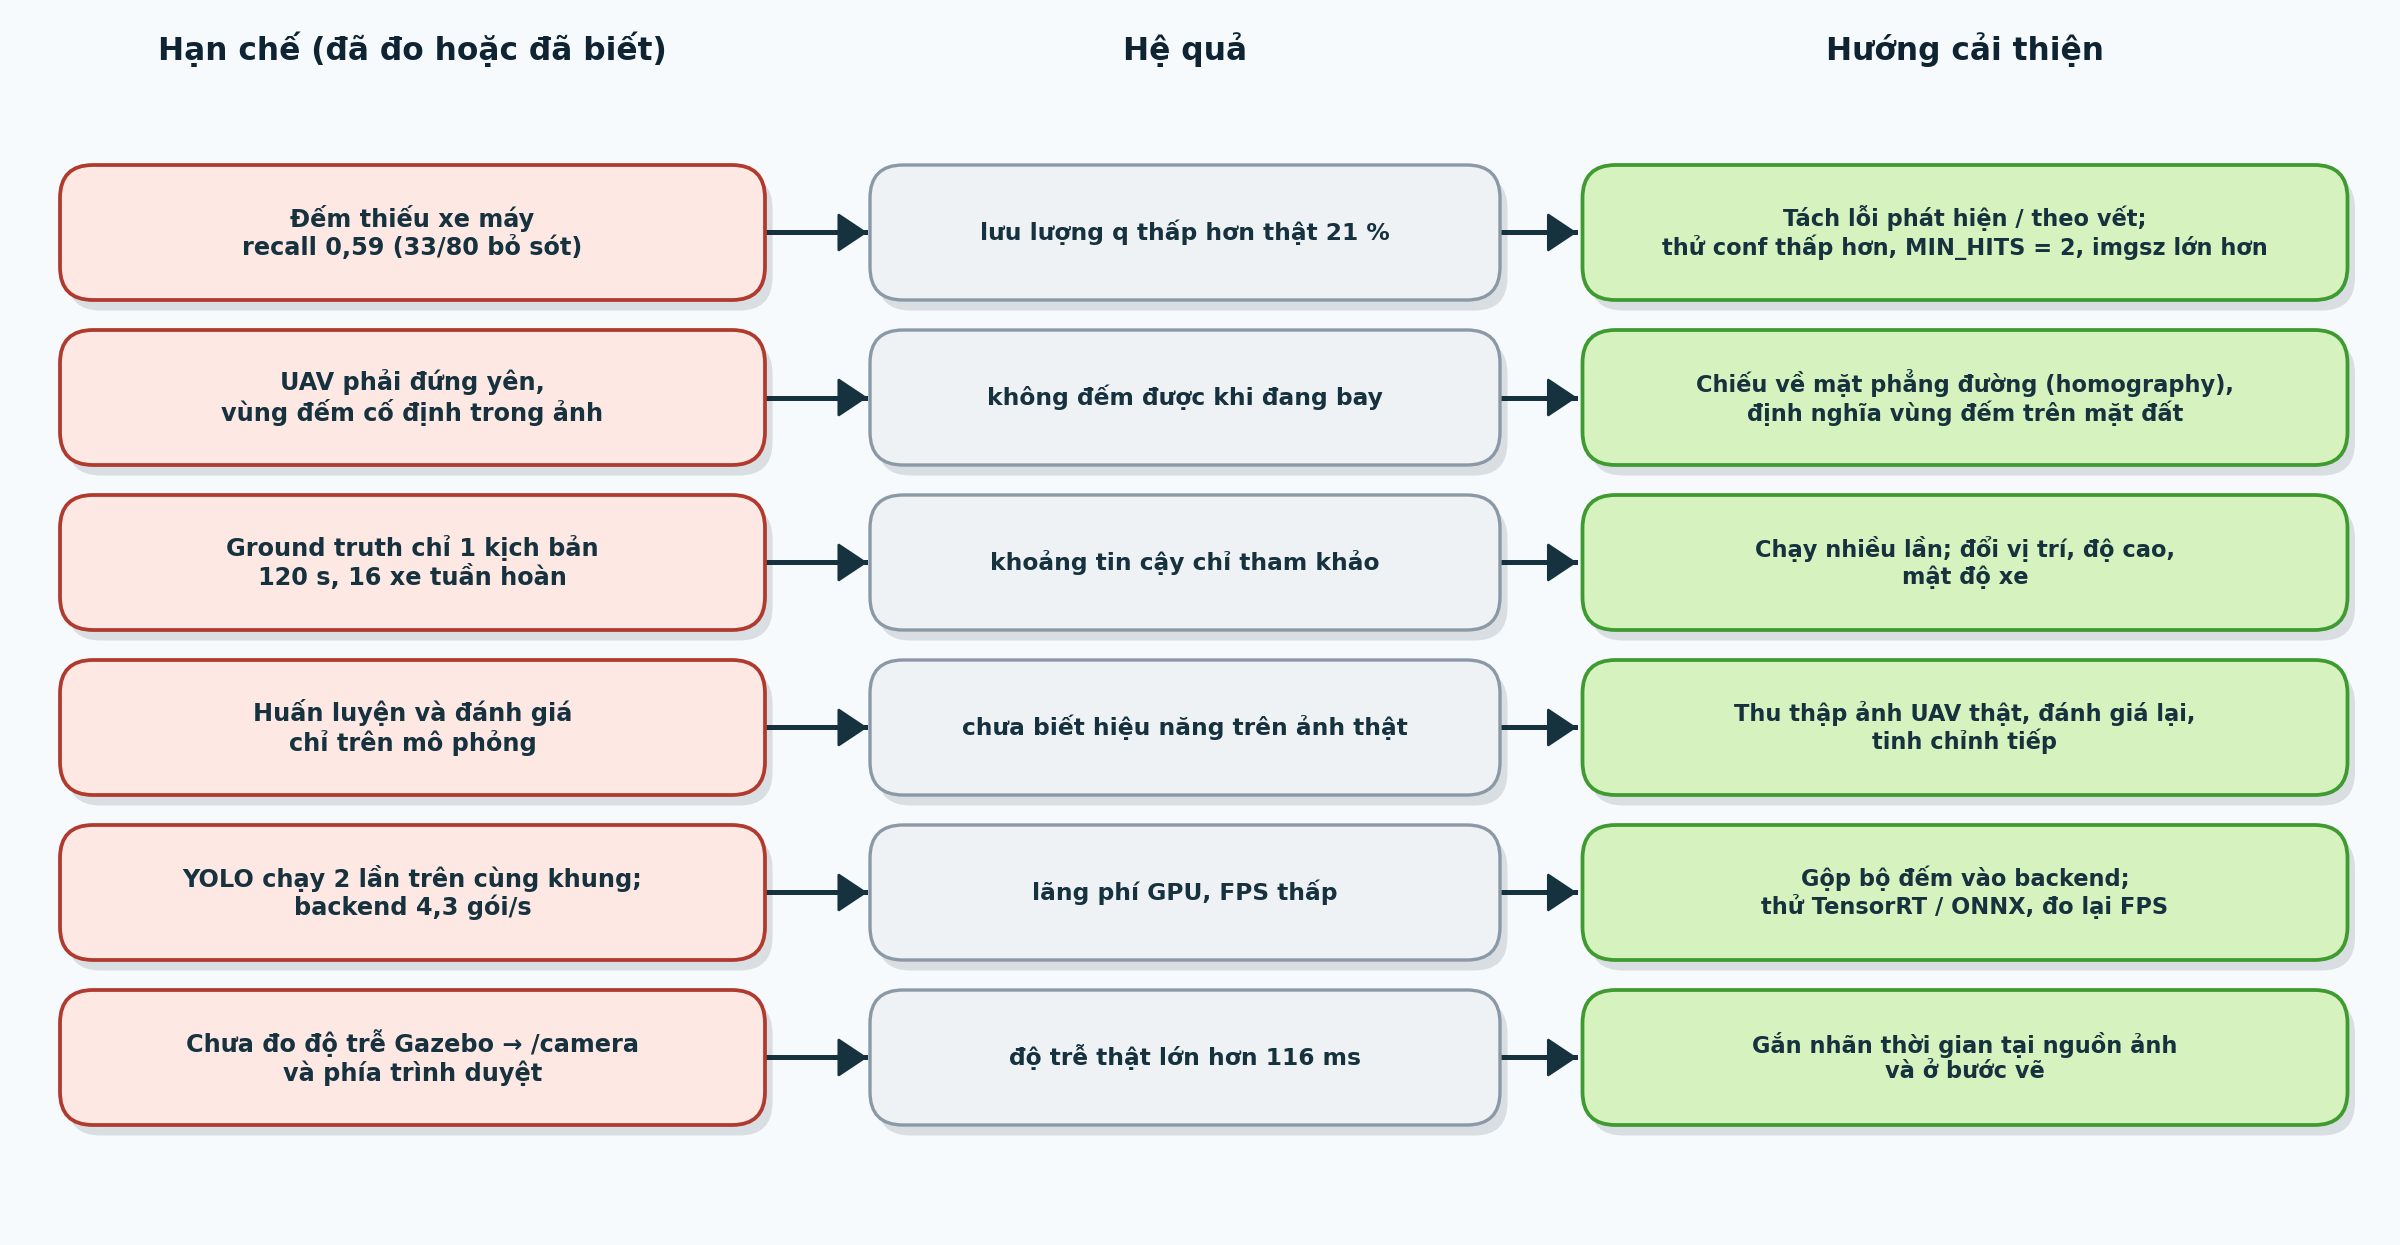 Hạn chế (đã đo hoặc đã biết)
Hệ quả
Hướng cải thiện
Đếm thiếu xe máy
recall 0,59 (33/80 bỏ sót)
lưu lượng q thấp hơn thật 21 %
Tách lỗi phát hiện / theo vết;
thử conf thấp hơn, MIN_HITS = 2, imgsz lớn hơn
UAV phải đứng yên,
vùng đếm cố định trong ảnh
không đếm được khi đang bay
Chiếu về mặt phẳng đường (homography),
định nghĩa vùng đếm trên mặt đất
Ground truth chỉ 1 kịch bản
120 s, 16 xe tuần hoàn
khoảng tin cậy chỉ tham khảo
Chạy nhiều lần; đổi vị trí, độ cao,
mật độ xe
Huấn luyện và đánh giá
chỉ trên mô phỏng
chưa biết hiệu năng trên ảnh thật
Thu thập ảnh UAV thật, đánh giá lại,
tinh chỉnh tiếp
YOLO chạy 2 lần trên cùng khung;
backend 4,3 gói/s
lãng phí GPU, FPS thấp
Gộp bộ đếm vào backend;
thử TensorRT / ONNX, đo lại FPS
Chưa đo độ trễ Gazebo → /camera
và phía trình duyệt
độ trễ thật lớn hơn 116 ms
Gắn nhãn thời gian tại nguồn ảnh
và ở bước vẽ